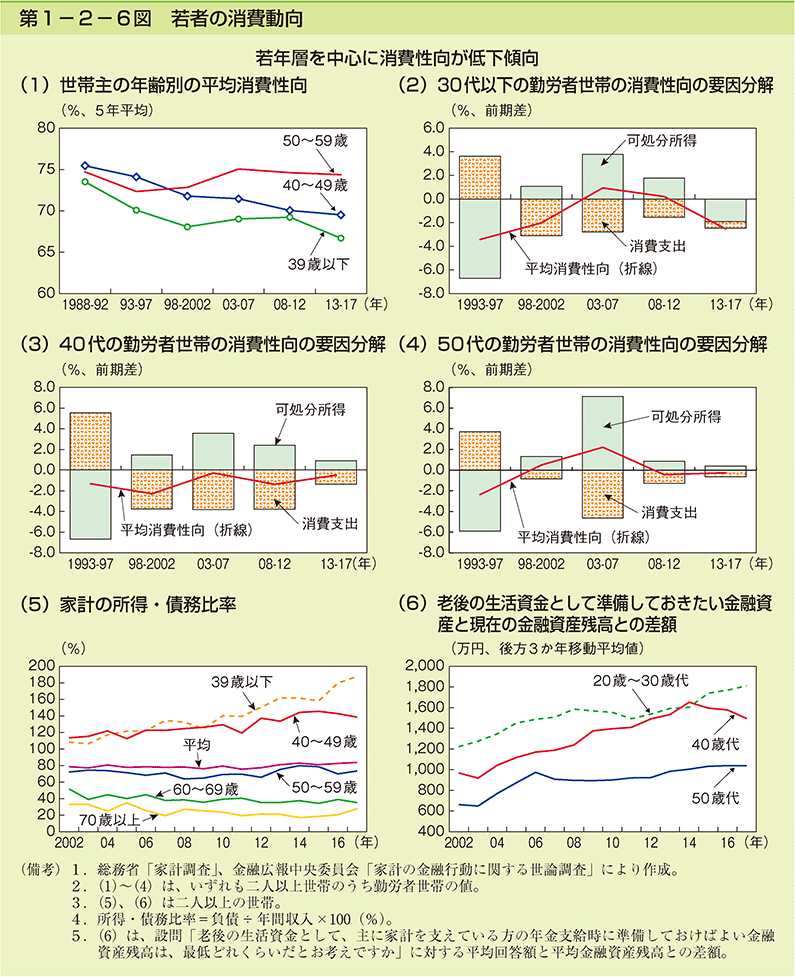 第１－２－６図　若者の消費動向
若年層を中心に消費性向が低下傾向
（１）世帯主の年齢別の平均消費性向
（％、５年平均）
80
75
70
65
60
50～59歳
40～49歳
39歳以下
1988-92 93-97 98-2002 03-07 08-12 13-17（年）
（２）30代以下の勤労者世帯の消費性向の要因分解
（％、前期差）
6.0
4.0
2.0
0.0
-2.0
-4.0
-6.0
-8.0
可処分所得
消費支出
平均消費性向（折線）
1993-97 98-2002 03-07 08-12 13-17（年）
（３）40代の勤労者世帯の消費性向の要因分解
（％、前期差）
8.0
6.0
4.0
2.0
0.0
-2.0
-4.0
-6.0
-8.0
可処分所得
消費支出
平均消費性向（折線）
1993-97 98-2002 03-07 08-12 13-17（年）
（４）50代の勤労者世帯の消費性向の要因分解
（％、前期差）
8.0
6.0
4.0
2.0
0.0
-2.0
-4.0
-6.0
-8.0
可処分所得
消費支出
平均消費性向（折線）
1993-97 98-2002 03-07 08-12 13-17（年）
（５）家計の所得・債務比率
（％）
200
180
160
140
120
100
80
60
40
20
0
39歳以下
40～49歳
平均
50～59歳
60～69歳
70歳以上
2002 04 06 08 10 12 14 16（年）
（６）老後の生活資金として準備しておきたい金融資
産と現在の金融資産残高との差額
（万円、後方３か年移動平均値）
1,800
2,000
1,600
1,400
1,200
1,000
800
600
400
20歳～30歳代
40歳代
50歳代
2002 04 06 08 10 12 14 16（年）
（備考）１．総務省「家計調査」、金融広報中央委員会「家計の金融行動に関する世論調査」により作成。
２．(1)～(4) は、いずれも二人以上世帯のうち勤労者世帯の値。
３．(5)、(6) は二人以上の世帯。
４．所得・債務比率＝負債÷年間収入×100（％）。
５．(6) は、設問「老後の生活資金として、主に家計を支えている方の年金支給時に準備しておけばよい金融
資産残高は、最低どれくらいだとお考えですか」に対する平均回答額と平均金融資産残高との差額。